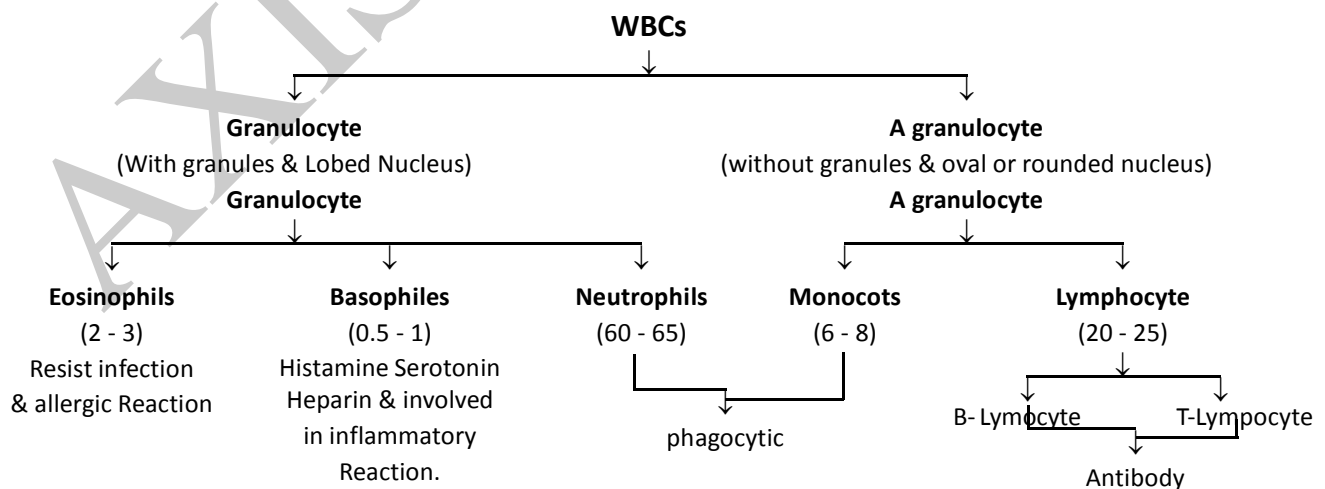 AXIS
WBCs
Granulocyte
(With granules & Lobed Nucleus)
Granulocyte
A granulocyte
(without granules & oval or rounded nucleus)
A granulocyte
Eosinophils
(2 - 3)
Resist infection
& allergic Reaction
Basophiles
(0.5 - 1)
Histamine Serotonin
Heparin & involved
in inflammatory
Reaction.
Neutrophils
(60 - 65)
Monocots
(6 - 8)
phagocytic
Lymphocyte
(20 - 25)
B- Lymocyte
T-Lympocyte
Antibody